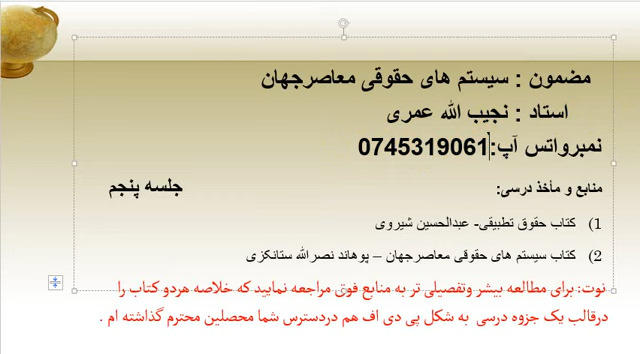 مضمون : سیستم های حقوقی معاصرجهان
استاد : نجیب الله عمری
نمبرواتس آپ:0745319061
منابع و مأخذ درسی:
جلسه پنجم
1) کتاب حقوق تطبیقی- عبدالحسین شیروی
2) کتاب سیستم های حقوقی معاصرجهان – پوهاند نصرالله ستانکزی
نوت: برای مطالعه بیشر وتفصیلی تر به منابع فوق مراجعه نمایید که خلاصه هردو کتاب را
درقالب یک جزوه درسی به شکل پی دی اف هم دردسترس شما محصلین محترم گذاشته ام .